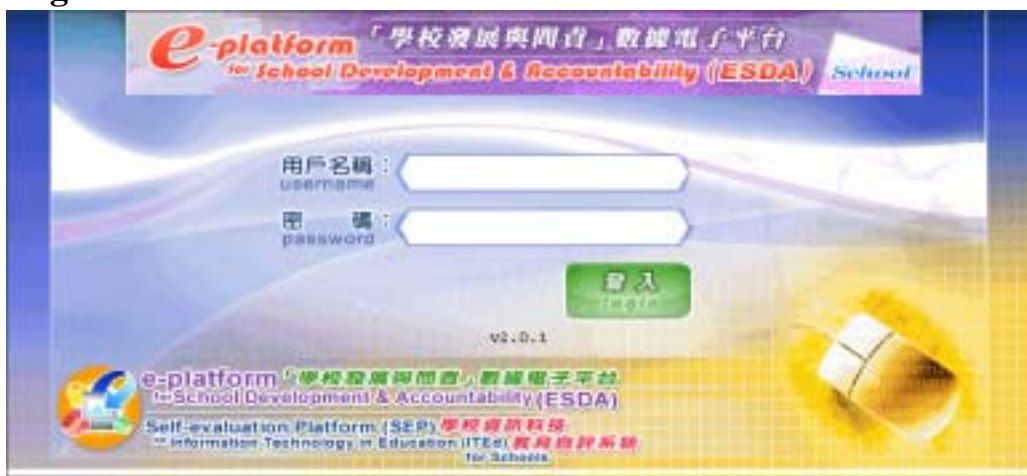 e-platform 「學校發展與問責」數據電子平台
for School Development & Accountability (ESDA) School
用戶名稱：
username
密 碼：
password
登入
login
v2.0.1
e-platform 「學校發展與問責」數據電子平台
for School Development & Accountability (ESDA)
Self-evaluation Platform (SEP) 學校資訊科技
on Information Technology in Education (ITEd) 教育自評系統
for Schools